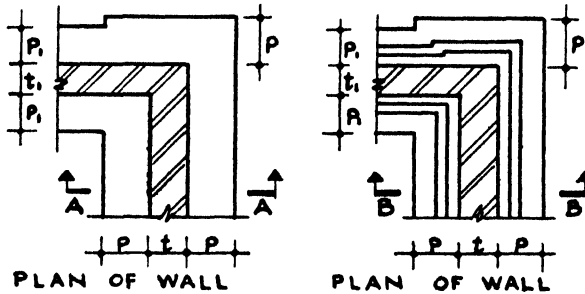 P₁ P P₁ P
t₁ t₁
P₁ P₁
A A B B
P t P P t P
PLAN OF WALL PLAN OF WALL